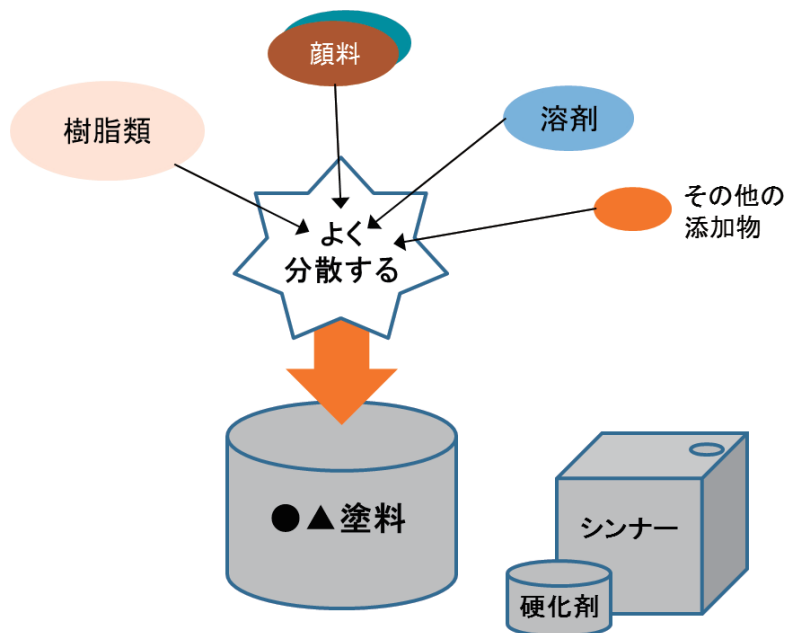 顔料
樹脂類
溶剤
その他の
添加物
よく
分散する
●▲塗料
シンナー
硬化剤